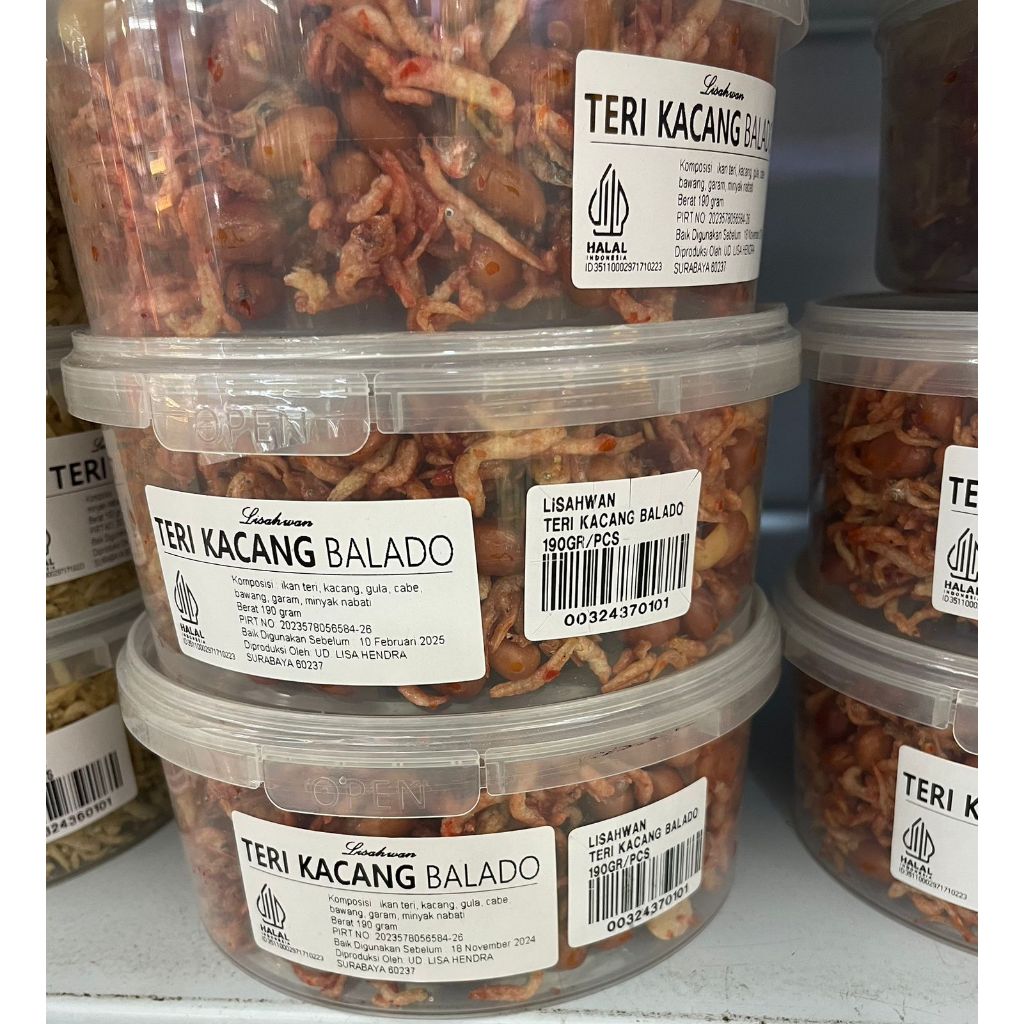 Lisahwan
TERI KACANG BALADO
Komposisi : ikan teri, kacang, gula, cabe
bawang, garam, minyak nabati
Berat 190 gram
PIRT NO. 2023578056584-26
Baik Digunakan Sebelum
Diproduksi Oleh: UD. LISA HENDRA
SURABAYA 60237
HALAL
INDONESIA
ID35110002971710223
OPEN
Lisahwan
TERI KACANG BALADO
Komposisi : ikan teri, kacang, gula, cabe,
bawang, garam, minyak nabati
Berat 190 gram
PIRT NO. 2023578056584-26
Baik Digunakan Sebelum 10 Februari 2025
Diproduksi Oleh: UD. LISA HENDRA
SURABAYA 60237
HALAL
INDONESIA
ID35110002971710223
LiSAHWAN
TERI KACANG BALADO
190GR/PCS
00324370101
OPEN
Lisahwan
TERI KACANG BALADO
Komposisi : ikan teri, kacang, gula, cabe
bawang, garam, minyak nabati
Berat 190 gram
PIRT NO. 2023578056584-26
Baik Digunakan Sebelum 18 November 2024
Diproduksi Oleh: UD. LISA HENDRA
SURABAYA 60237
HALAL
INDONESIA
ID35110002971710223
LISAHWAN
TERI KACANG BALADO
190GR/PCS
00324370101
TERI
324360101
TE
HALAL
INDONESIA
TERI K
HALAL
INDONESIA
ID35110002971710223